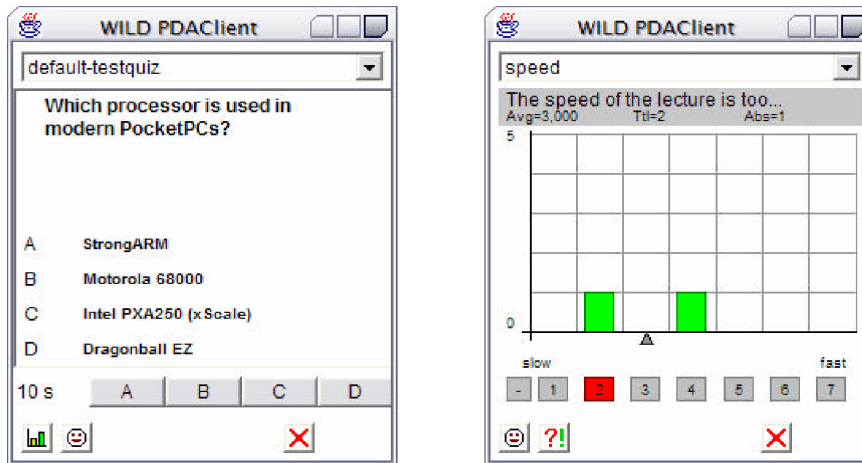 WILD PDAClient
default-testquiz
Which processor is used in
modern PocketPCs?
A StrongARM
B Motorola 68000
C Intel PXA250 (xScale)
D Dragonball EZ
10 s A B C D
WILD PDAClient
speed
The speed of the lecture is too...
Avg=3,000 Ttl=2 Abs=1
5
0
slow fast
- 1 2 3 4 5 6 7
?!